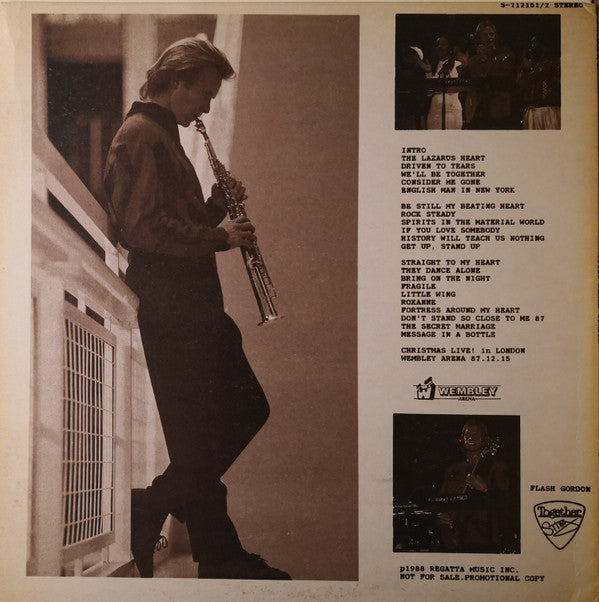 S-712151/2 STEREO
INTRO
THE LAZARUS HEART
DRIVEN TO TEARS
WE'LL BE TOGETHER
CONSIDER ME GONE
ENGLISH MAN IN NEW YORK
BE STILL MY BEATING HEART
ROCK STEADY
SPIRITS IN THE MATERIAL WORLD
IF YOU LOVE SOMEBODY
HISTORY WILL TEACH US NOTHING
GET UP, STAND UP
STRAIGHT TO MY HEART
THEY DANCE ALONE
BRING ON THE NIGHT
FRAGILE
LITTLE WING
ROXANNE
FORTRESS AROUND MY HEART
DON'T STAND SO CLOSE TO ME 87
THE SECRET MARRIAGE
MESSAGE IN A BOTTLE
CHRISTMAS LIVE! in LONDON
WEMBLEY ARENA 87.12.15
WEMBLEY
ARENA
FLASH GORDON
Together
Sting
p1988 REGATTA MUSIC INC.
NOT FOR SALE.PROMOTIONAL COPY